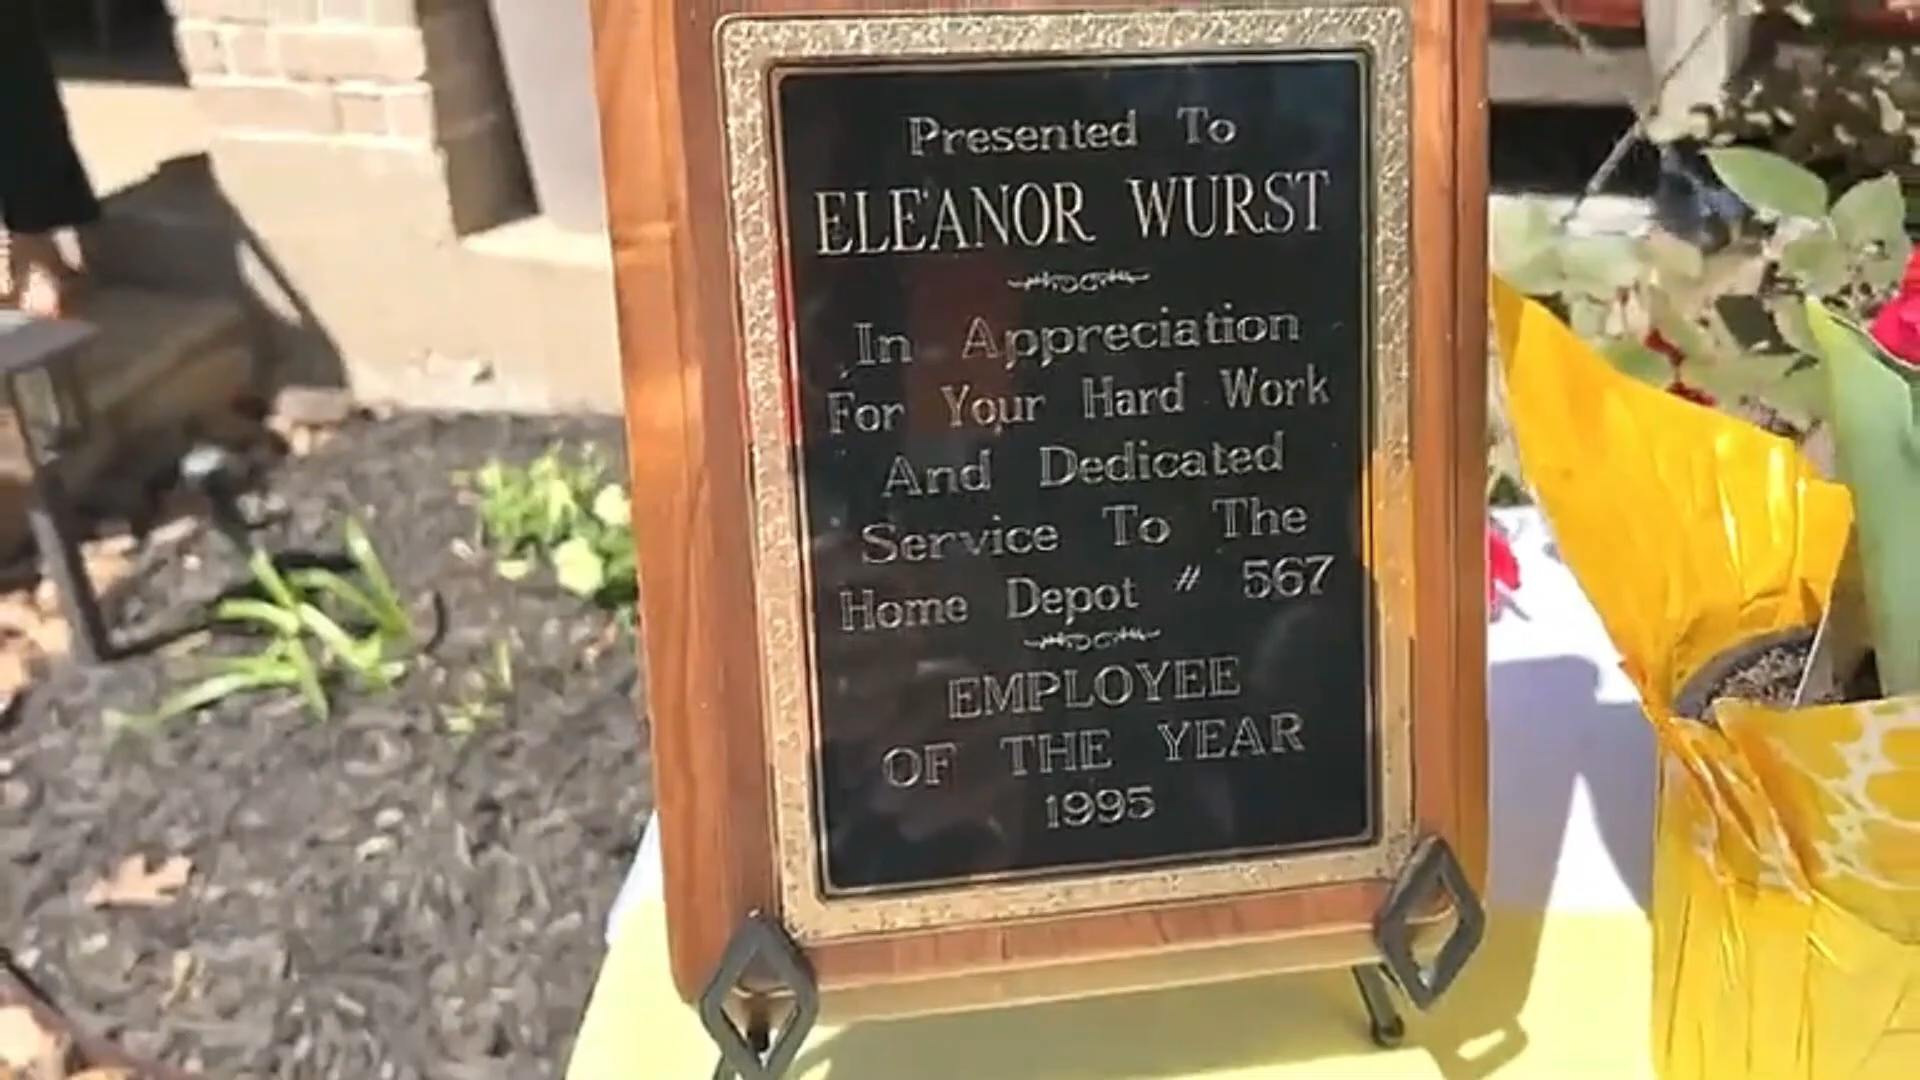 Presented To
ELEANOR WURST
In Appreciation
For Your Hard Work
And Dedicated
Service To The
Home Depot # 567
EMPLOYEE
OF THE YEAR
1995